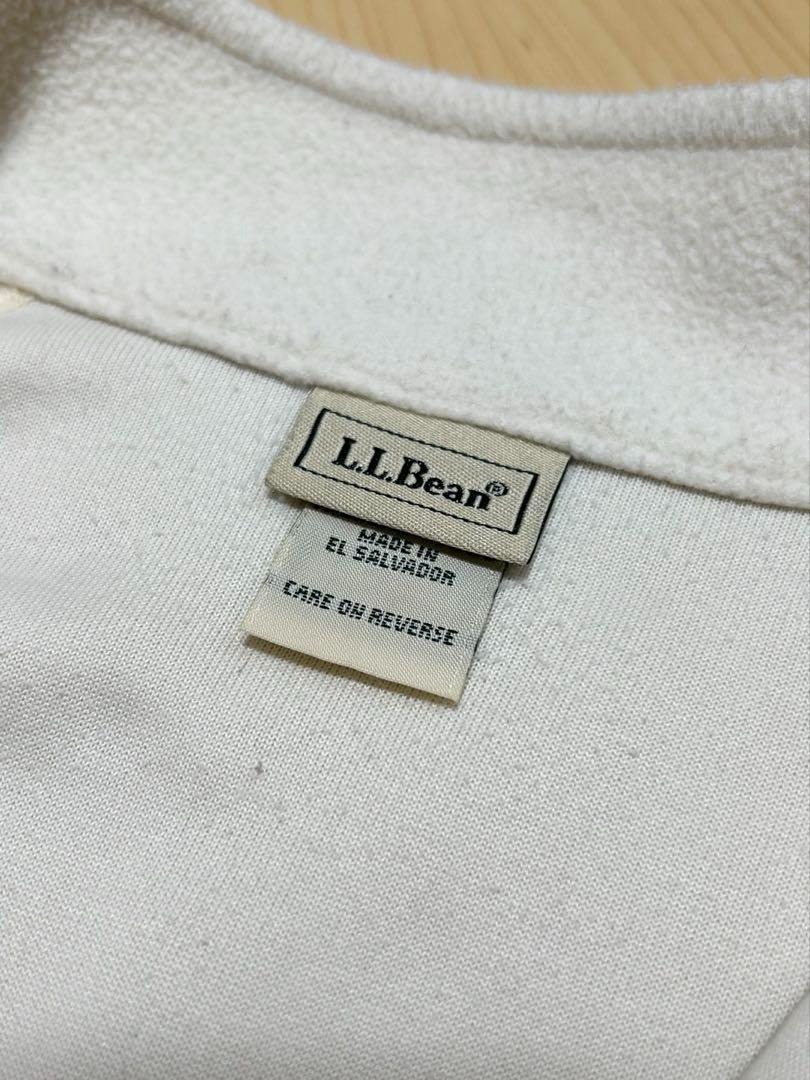 L.L.Bean®
MADE IN
EL SALVADOR
CARE ON REVERSE